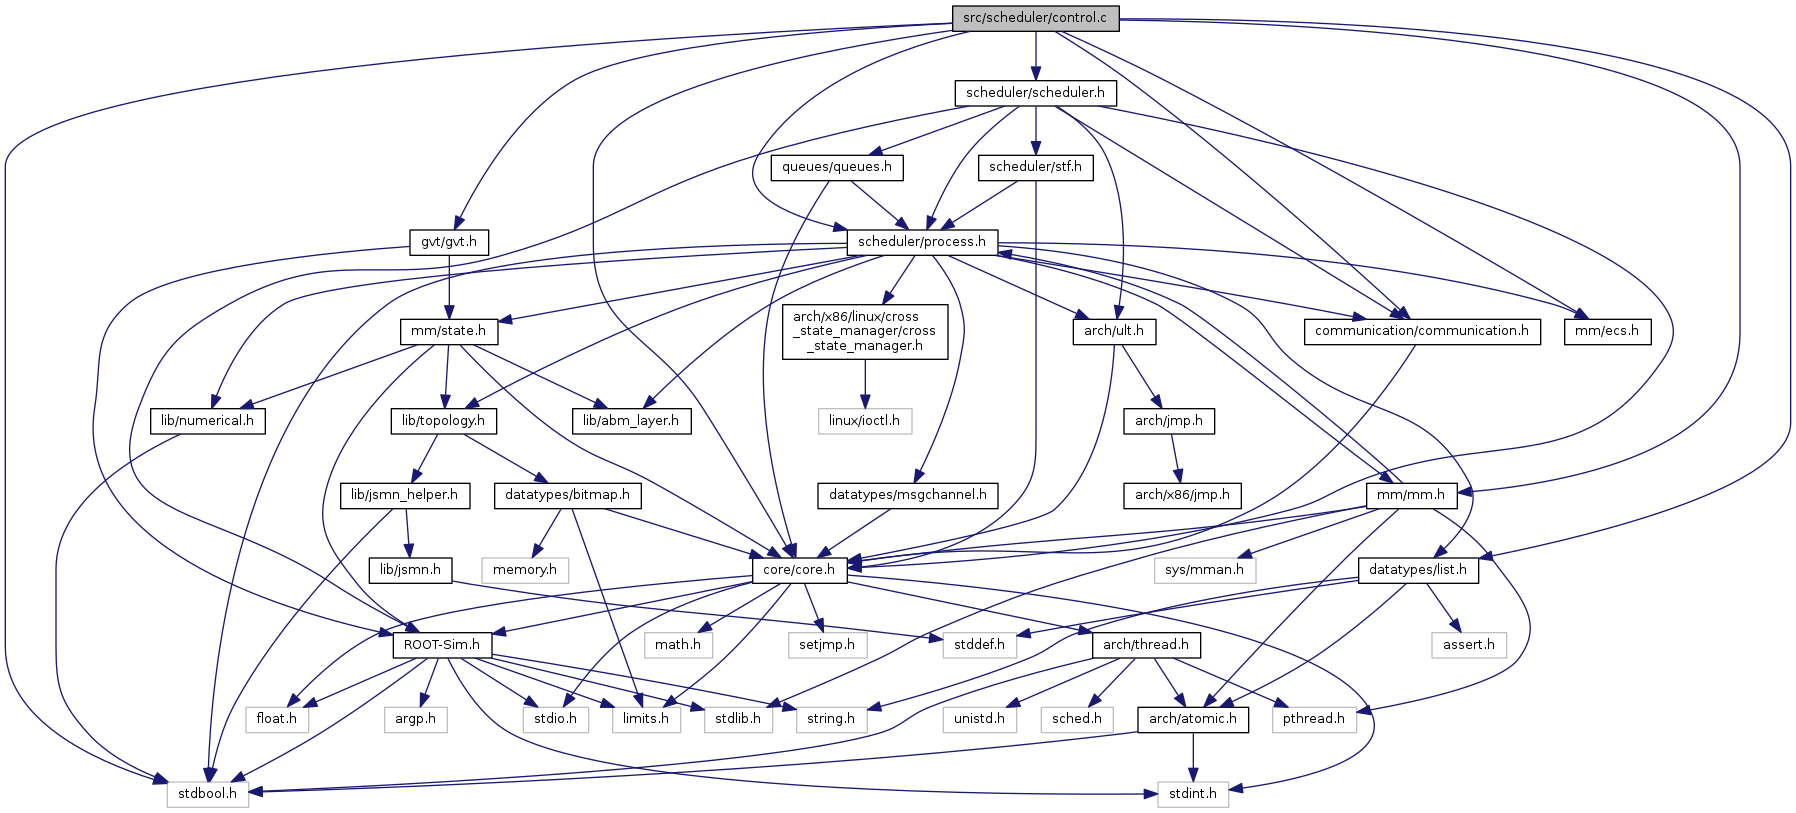 src/scheduler/control.c
scheduler/scheduler.h
queues/queues.h
scheduler/stf.h
gvt/gvt.h
scheduler/process.h
mm/state.h
arch/x86/linux/cross
_state_manager/cross
_state_manager.h
arch/ult.h
communication/communication.h
mm/ecs.h
lib/numerical.h
lib/topology.h
lib/abm_layer.h
linux/ioctl.h
arch/jmp.h
lib/jsmn_helper.h
datatypes/bitmap.h
datatypes/msgchannel.h
arch/x86/jmp.h
mm/mm.h
lib/jsmn.h
memory.h
core/core.h
sys/mman.h
datatypes/list.h
ROOT-Sim.h
math.h
setjmp.h
stddef.h
arch/thread.h
assert.h
float.h
argp.h
stdio.h
limits.h
stdlib.h
string.h
unistd.h
sched.h
arch/atomic.h
pthread.h
stdbool.h
stdint.h